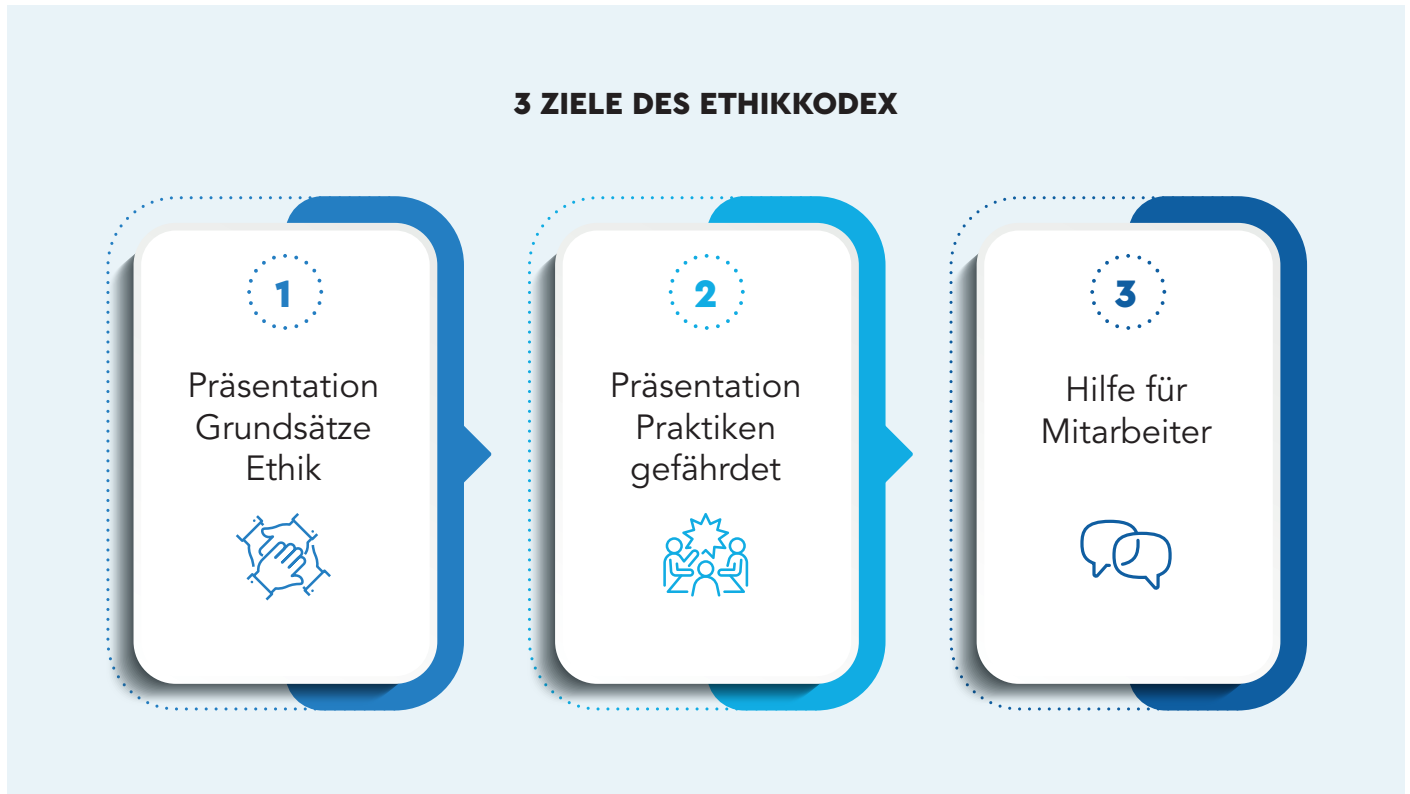 3 ZIELE DES ETHIKKODEX
1
Präsentation
Grundsätze
Ethik
2
Präsentation
Praktiken
gefährdet
3
Hilfe für
Mitarbeiter